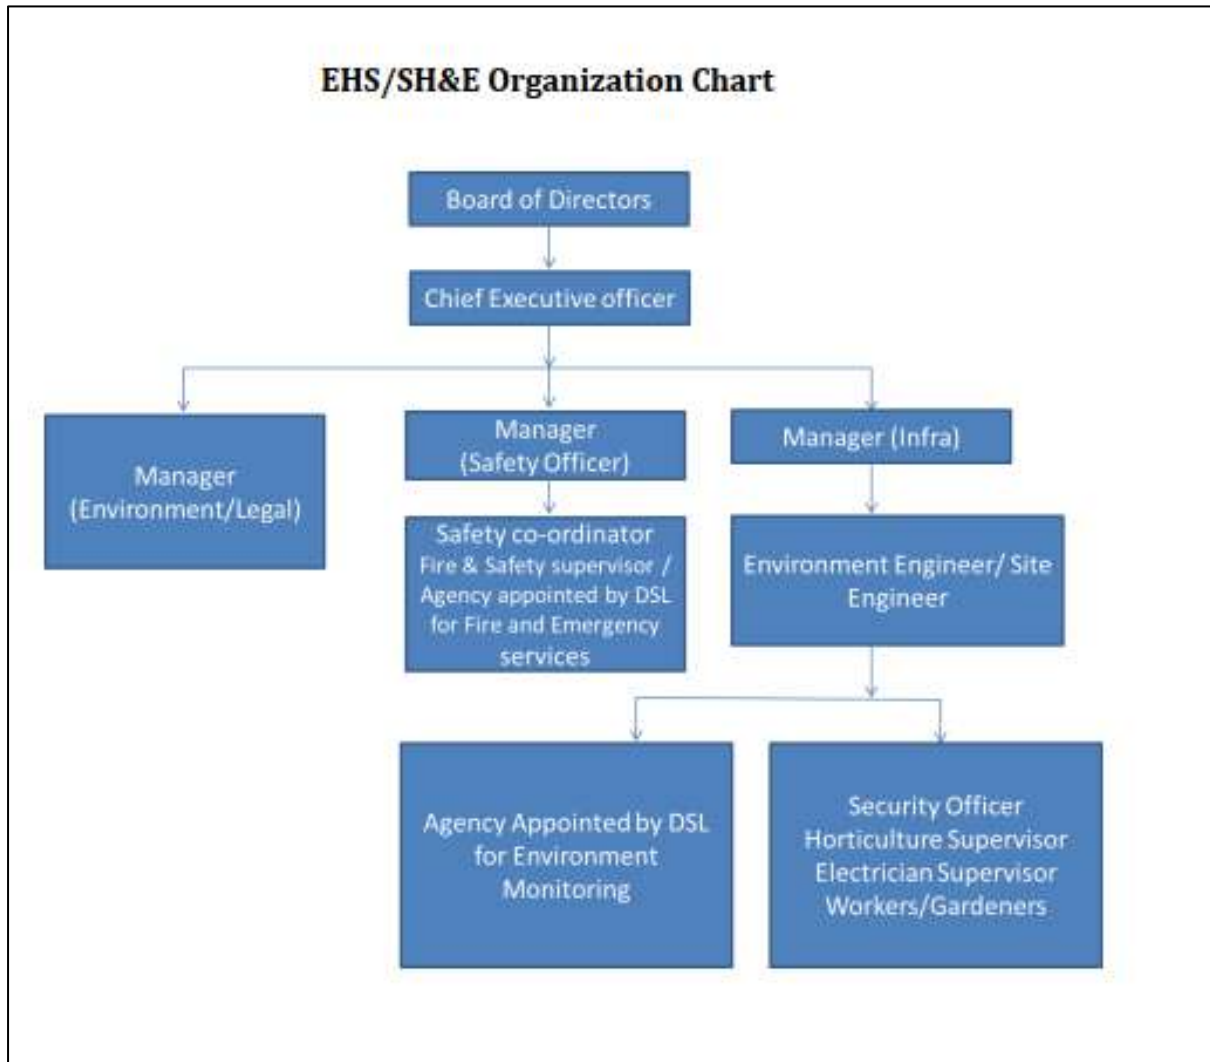 EHS/SH&E Organization Chart
Board of Directors
Chief Executive officer
Manager
(Environment/Legal)
Manager
(Safety Officer)
Manager (Infra)
Safety co-ordinator
Fire & Safety supervisor /
Agency appointed by DSL
for Fire and Emergency
services
Environment Engineer/ Site
Engineer
Agency Appointed by DSL
for Environment
Monitoring
Security Officer
Horticulture Supervisor
Electrician Supervisor
Workers/Gardeners